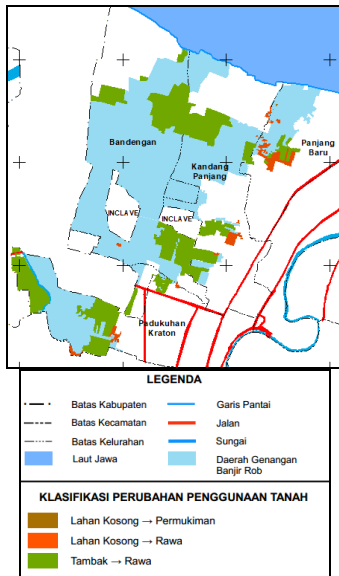 Bandengan
Panjang
Baru
Kandang
Panjang
INCLAVE
INCLAVE
Padukuhan
Kraton
LEGENDA
Batas Kabupaten
Garis Pantai
Batas Kecamatan
Jalan
Batas Kelurahan
Sungai
Laut Jawa
Daerah Genangan
Banjir Rob
KLASIFIKASI PERUBAHAN PENGGUNAAN TANAH
Lahan Kosong → Permukiman
Lahan Kosong → Rawa
Tambak → Rawa